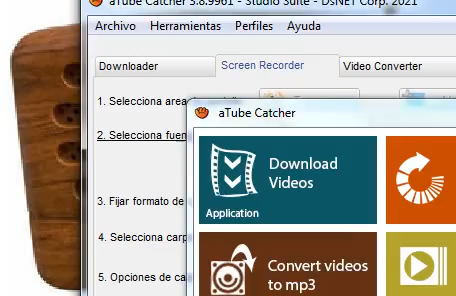 aTube Catcher 3.8.9961 - Studio Suite - DsNET Corp. 2021
Archivo Herramientas Perfiles Ayuda
Downloader Screen Recorder Video Converter
1. Selecciona area
2. Selecciona fuen
3. Fijar formato de
4. Selecciona carp
5. Opciones de ca
aTube Catcher
Download
Videos
Application
Convert videos
to mp3